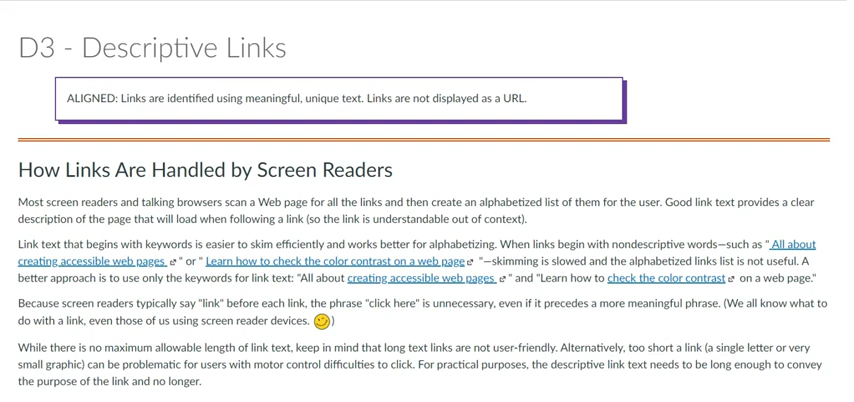 D3 - Descriptive Links
ALIGNED: Links are identified using meaningful, unique text. Links are not displayed as a URL.
How Links Are Handled by Screen Readers
Most screen readers and talking browsers scan a Web page for all the links and then create an alphabetized list of them for the user. Good link text provides a clear
description of the page that will load when following a link (so the link is understandable out of context).
Link text that begins with keywords is easier to skim efficiently and works better for alphabetizing. When links begin with nondescriptive words—such as " All about
creating accessible web pages " or " Learn how to check the color contrast on a web page "—skimming is slowed and the alphabetized links list is not useful. A
better approach is to use only the keywords for link text: "All about creating accessible web pages " and "Learn how to check the color contrast on a web page."
Because screen readers typically say "link" before each link, the phrase "click here" is unnecessary, even if it precedes a more meaningful phrase. (We all know what to
do with a link, even those of us using screen reader devices. )
While there is no maximum allowable length of link text, keep in mind that long text links are not user-friendly. Alternatively, too short a link (a single letter or very
small graphic) can be problematic for users with motor control difficulties to click. For practical purposes, the descriptive link text needs to be long enough to convey
the purpose of the link and no longer.